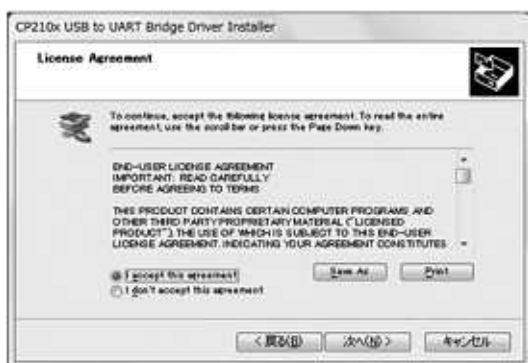 CP210x USB to UART Bridge Driver Installer
License Agreement
To continue, accept the following license agreement. To read the entire
agreement, use the scroll bar or press the Page Down key.
END-USER LICENSE AGREEMENT
IMPORTANT: READ CAREFULLY
BEFORE AGREEING TO TERMS
THIS PRODUCT CONTAINS CERTAIN COMPUTER PROGRAMS AND
OTHER THIRD PARTY PROPRIETARY MATERIAL ("LICENSED
PRODUCT"). THE USE OF WHICH IS SUBJECT TO THIS END-USER
LICENSE AGREEMENT. INDICATING YOUR AGREEMENT CONSTITUTES
I accept this agreement
Save As
Print
I don't accept this agreement
< 戻る(B)
次へ(N) >
キャンセル